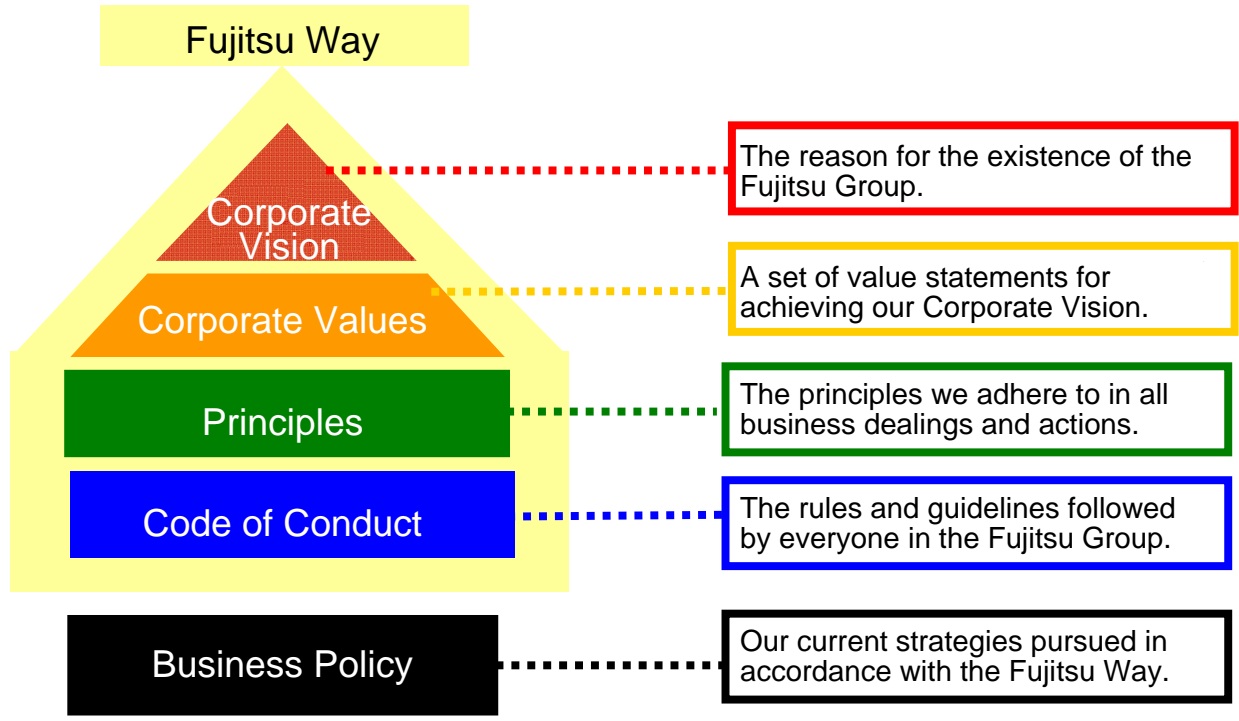 Fujitsu Way
Corporate
Vision
The reason for the existence of the
Fujitsu Group.
Corporate Values
A set of value statements for
achieving our Corporate Vision.
Principles
The principles we adhere to in all
business dealings and actions.
Code of Conduct
The rules and guidelines followed
by everyone in the Fujitsu Group.
Business Policy
Our current strategies pursued in
accordance with the Fujitsu Way.